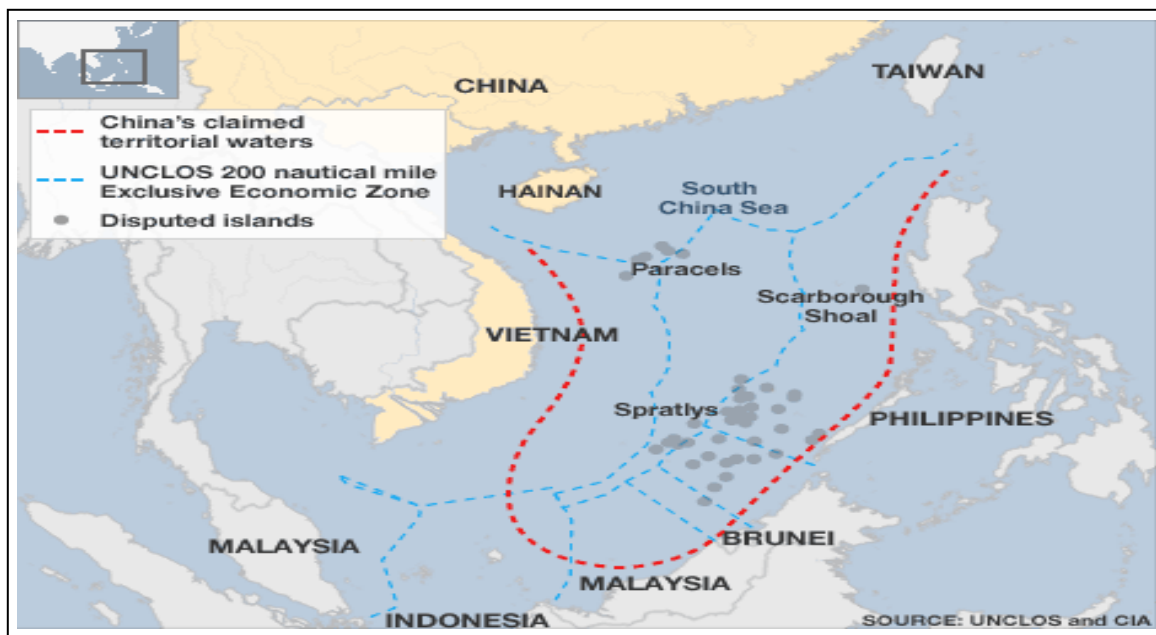 CHINA
TAIWAN
China's claimed
territorial waters
UNCLOS 200 nautical mile
Exclusive Economic Zone
Disputed islands
HAINAN
South
China Sea
Paracels
Scarborough
Shoal
VIETNAM
Spratlys
PHILIPPINES
MALAYSIA
BRUNEI
MALAYSIA
INDONESIA
SOURCE: UNCLOS and CIA